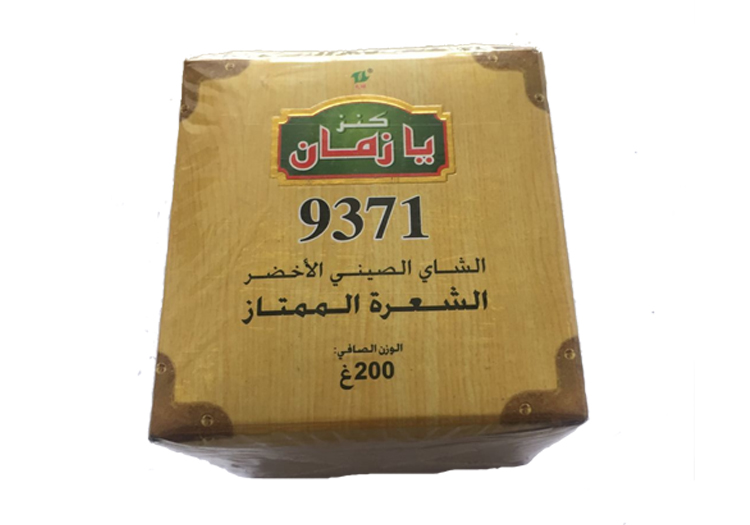 كنز
يا زمان
9371
الشاي الصيني الأخضر
الشعرة الممتاز
الوزن الصافي:
200غ